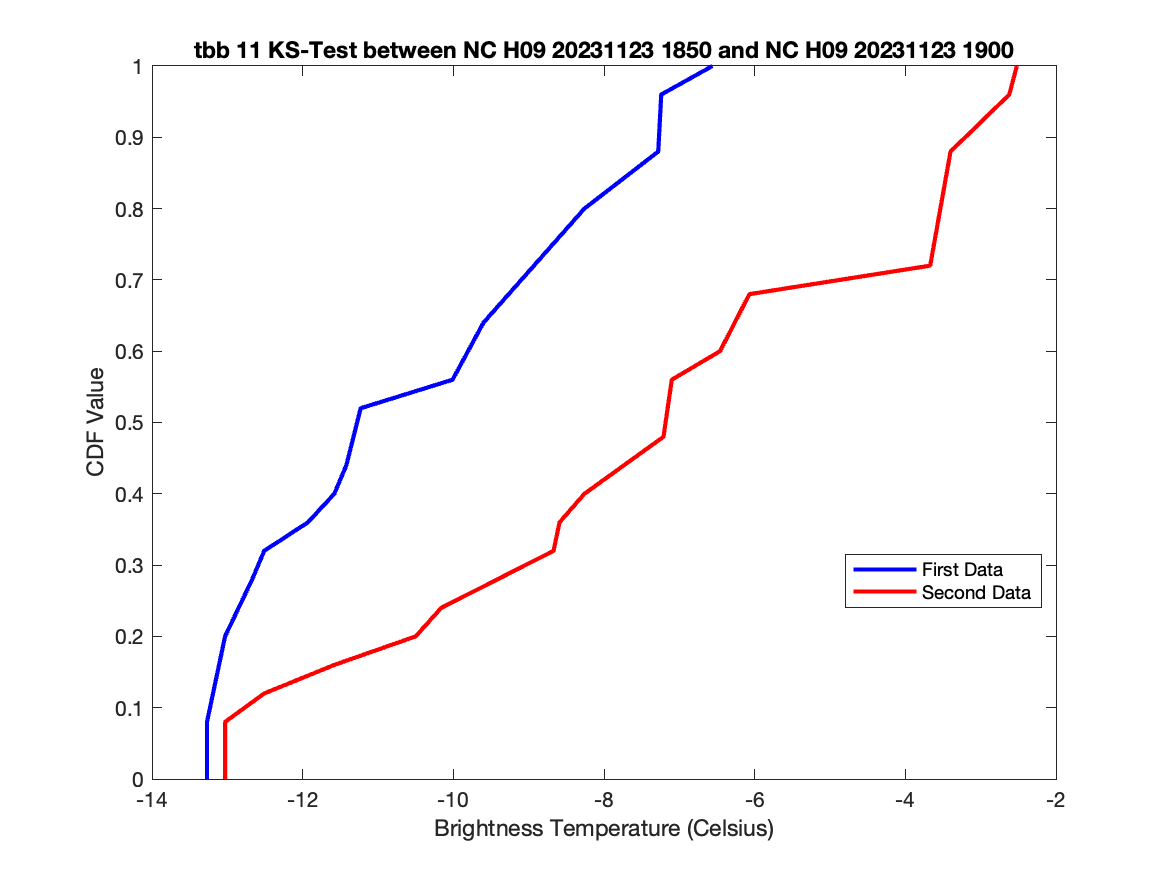 tbb 11 KS-Test between NC H09 20231123 1850 and NC H09 20231123 1900
1
0.9
0.8
0.7
0.6
0.5
0.4
0.3
0.2
0.1
0
CDF Value
First Data
Second Data
-14 -12 -10 -8 -6 -4 -2
Brightness Temperature (Celsius)